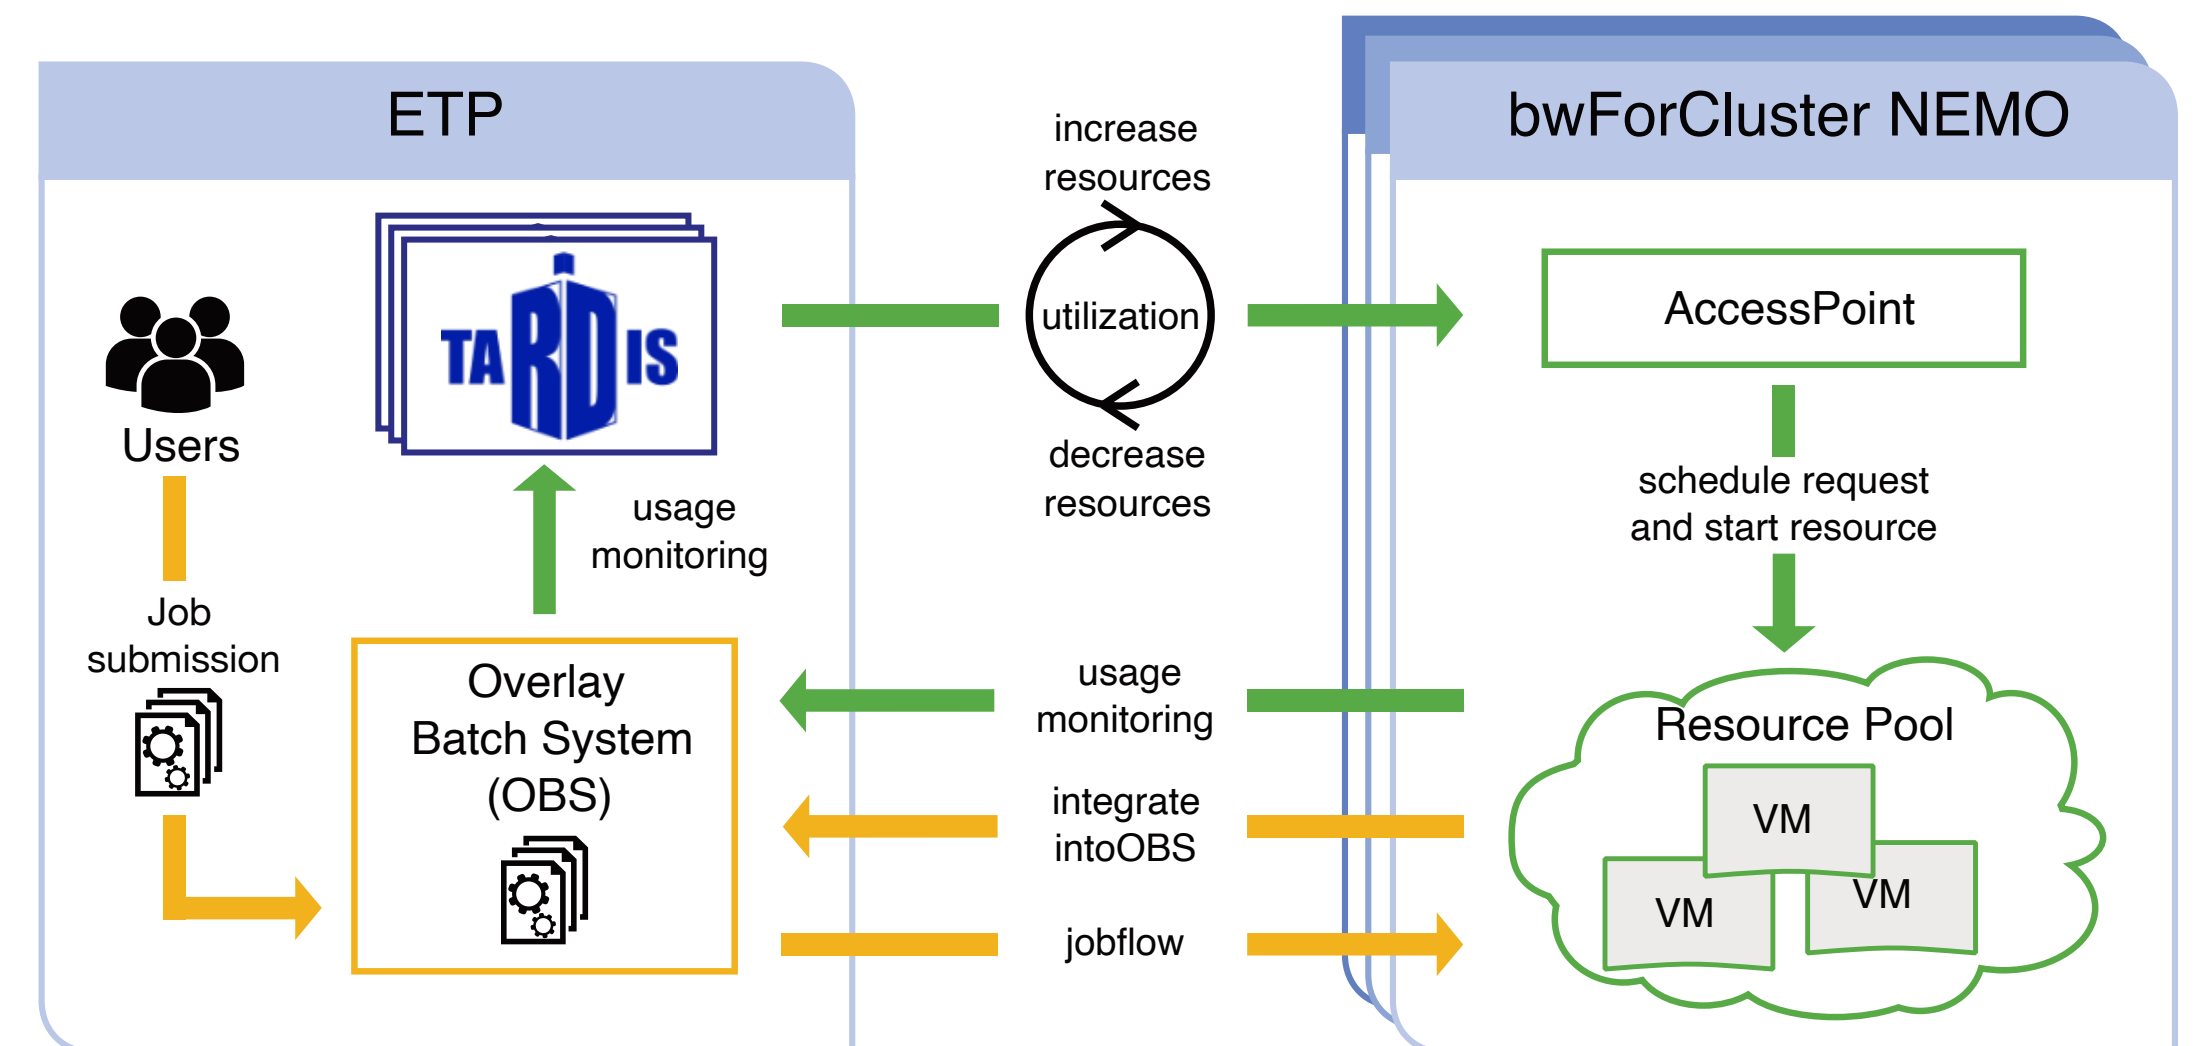 ETP
bwForCluster NEMO
increase
resources
TARDIS
utilization
AccessPoint
Users
decrease
resources
usage
monitoring
schedule request
and start resource
Job
submission
Overlay
Batch System
(OBS)
usage
monitoring
Resource Pool
integrate
intoOBS
VM
VM
VM
jobflow